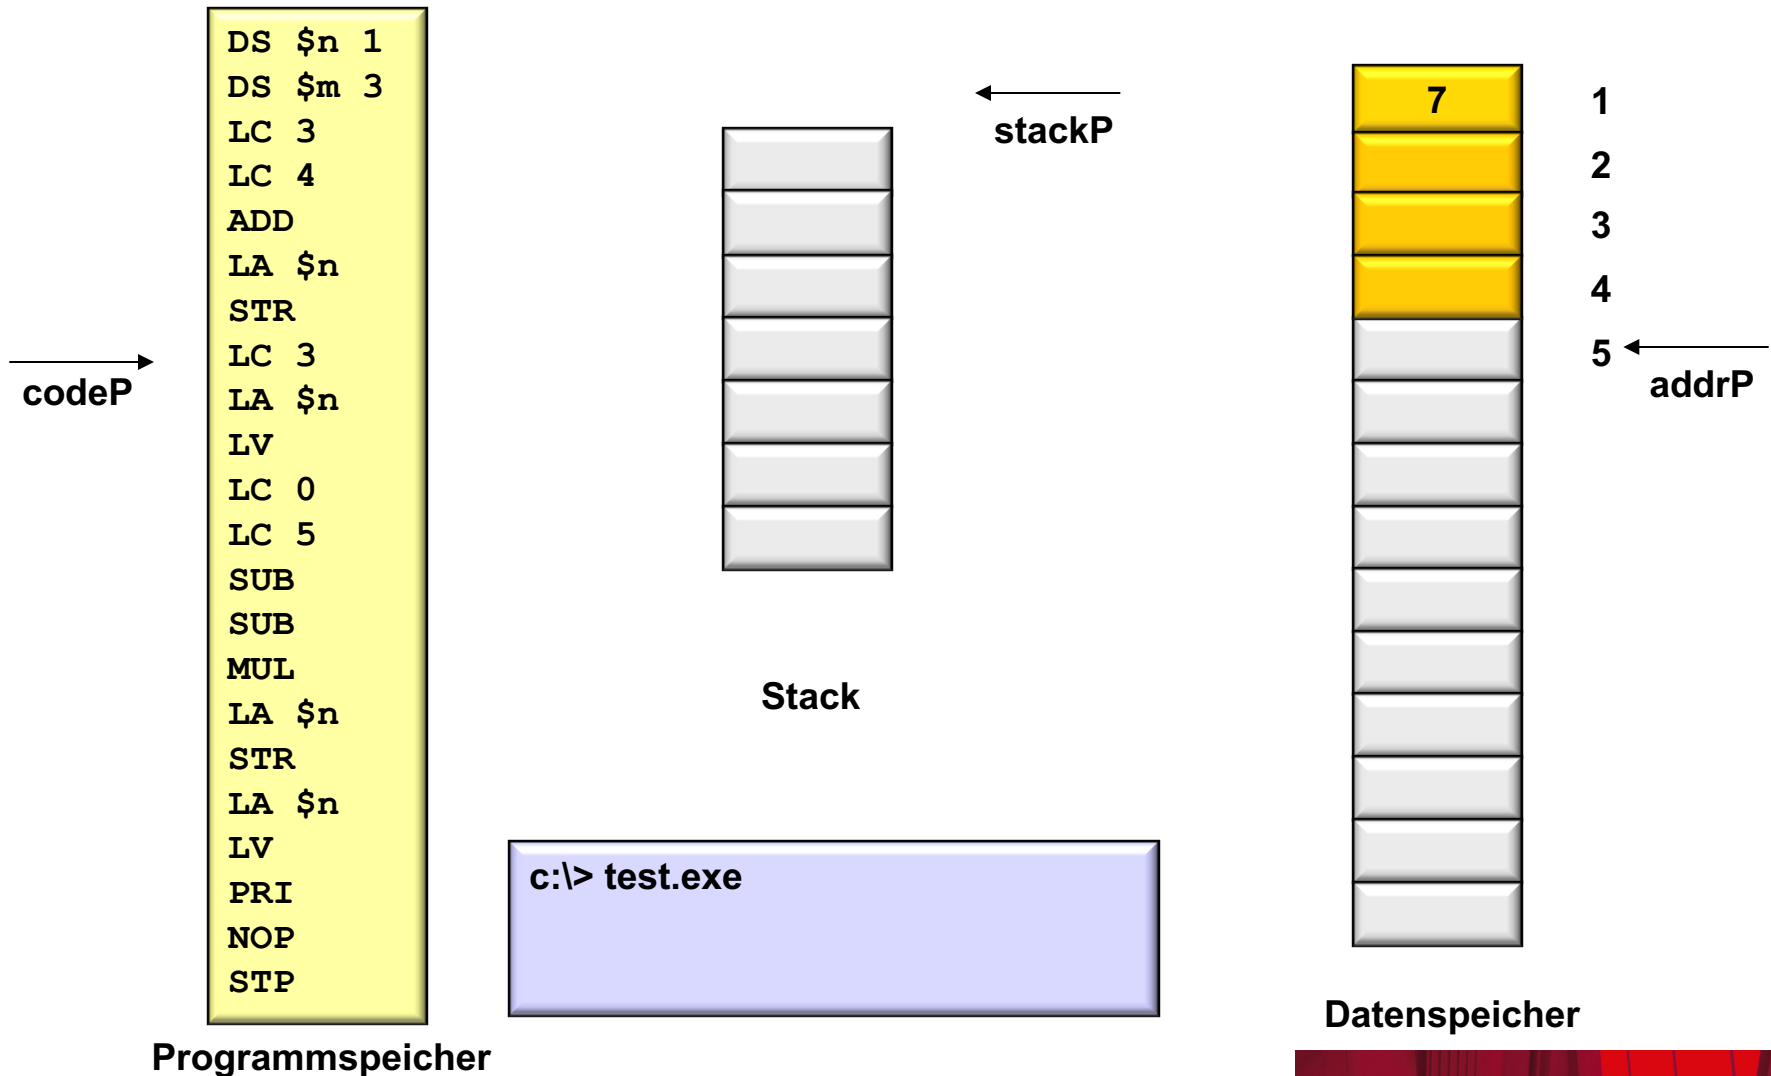 DS $n 1
DS $m 3
LC 3
LC 4
ADD
LA $n
STR
LC 3
LA $n
LV
LC 0
LC 5
SUB
SUB
MUL
LA $n
STR
LA $n
LV
PRI
NOP
STP
codeP
Programmspeicher
stackP
Stack
c:\> test.exe
7
1
2
3
4
5
addrP
Datenspeicher